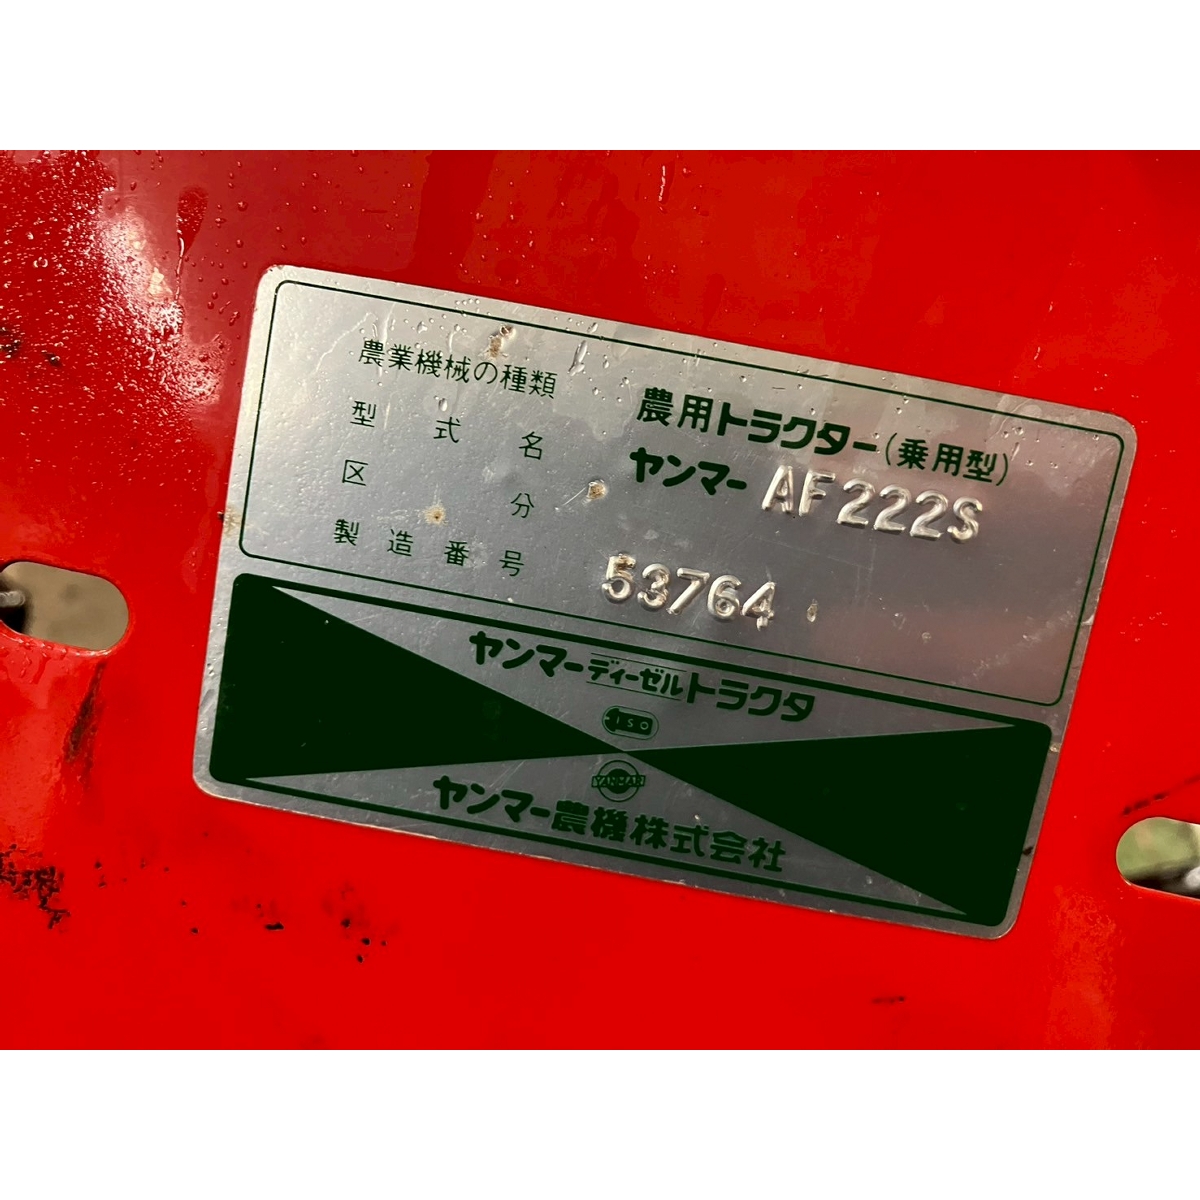 農業機械の種類 農用トラクター(乗用型)
型式名 ヤンマー AF222S
区分
製造番号 53764
ヤンマーディーゼルトラクタ
ISO
YANMAR
ヤンマー農機株式会社